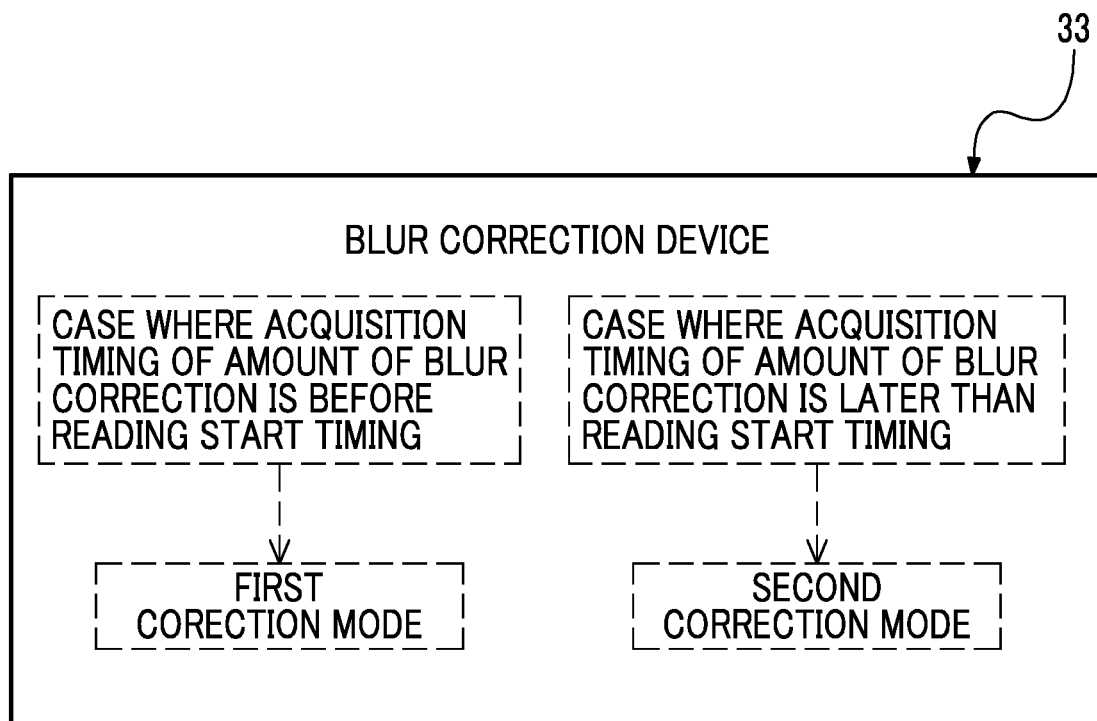 33
BLUR CORRECTION DEVICE
CASE WHERE ACQUISITION
TIMING OF AMOUNT OF BLUR
CORRECTION IS BEFORE
READING START TIMING
CASE WHERE ACQUISITION
TIMING OF AMOUNT OF BLUR
CORRECTION IS LATER THAN
READING START TIMING
FIRST
CORECTION MODE
SECOND
CORRECTION MODE